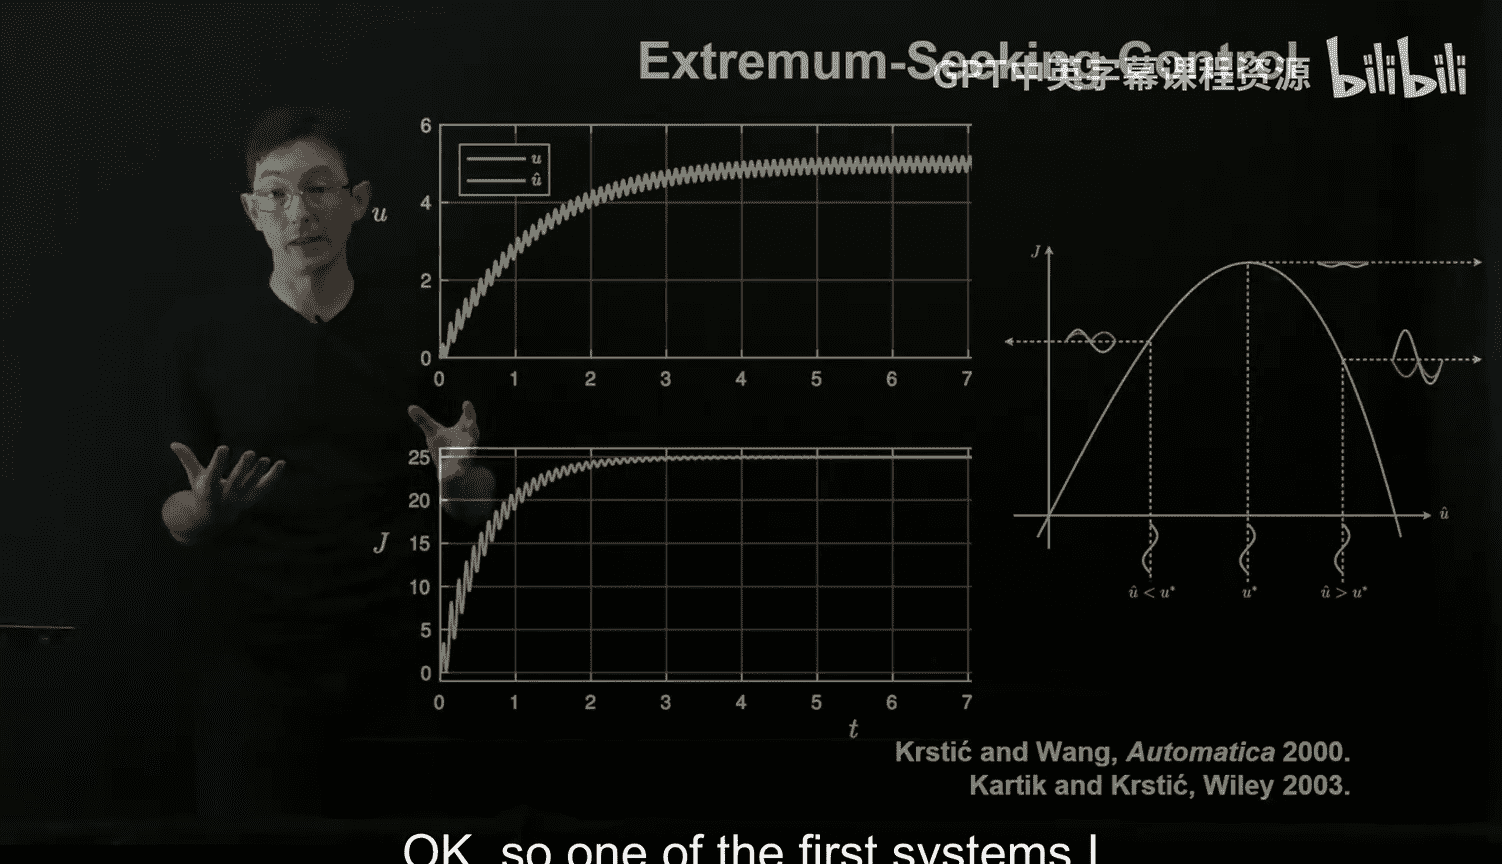 Extremum-Seeking Control
GPT中英字幕课程资源 bilibili
6
4
2
0
u
u
û
0 1 2 3 4 5 6 7
25
20
15
10
5
0
J
0 1 2 3 4 5 6 7
t
J
û
û < u* u* û > u*
Krstić and Wang, Automatica 2000.
Kartik and Krstić, Wiley 2003.
OK, so one of the first systems I